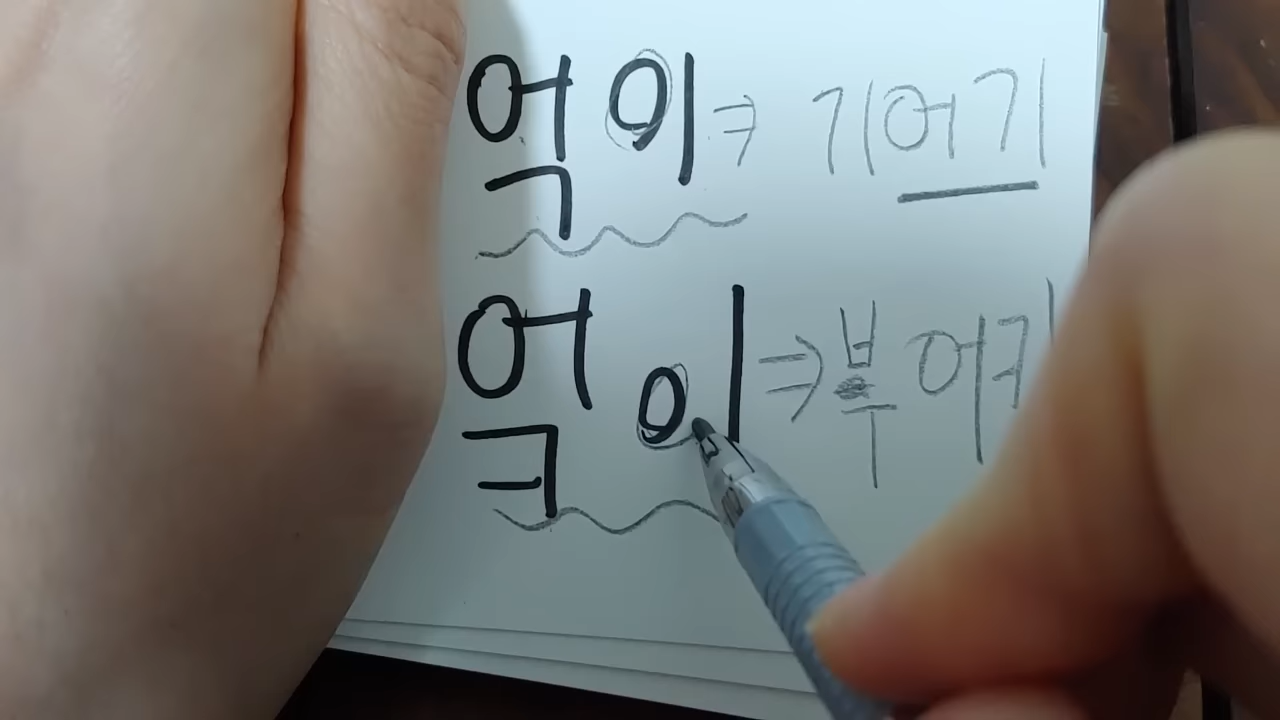 억이 ⇒ 기어기
엌이 ⇒ 부어키